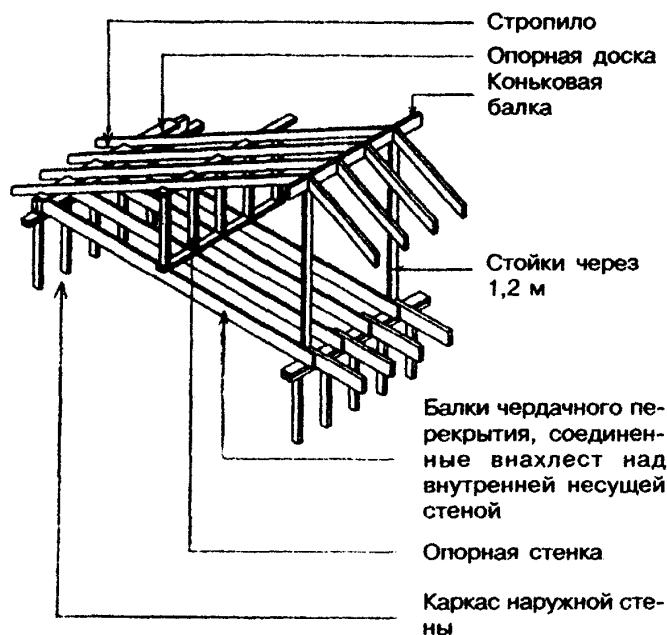 Стропило
Опорная доска
Коньковая
балка
Стойки через
1,2 м
Балки чердачного пе-
рекрытия, соединен-
ные внахлест над
внутренней несущей
стеной
Опорная стенка
Каркас наружной сте-
ны